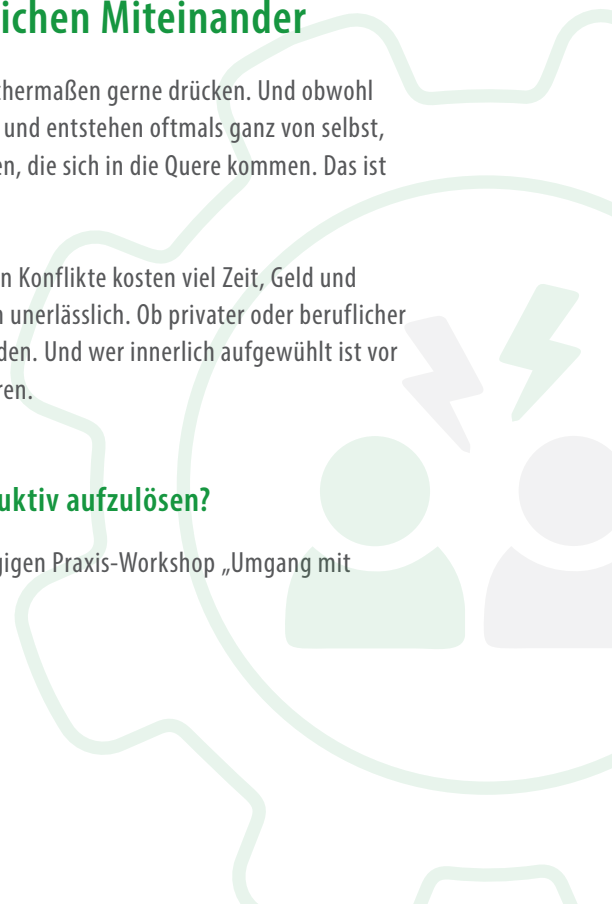 ichen Miteinander
chermaßen gerne drücken. Und obwohl
und entstehen oftmals ganz von selbst,
en, die sich in die Quere kommen. Das ist
n Konflikte kosten viel Zeit, Geld und
n unerlässlich. Ob privater oder beruflicher
den. Und wer innerlich aufgewühlt ist vor
ren.
uktiv aufzulösen?
gigen Praxis-Workshop „Umgang mit